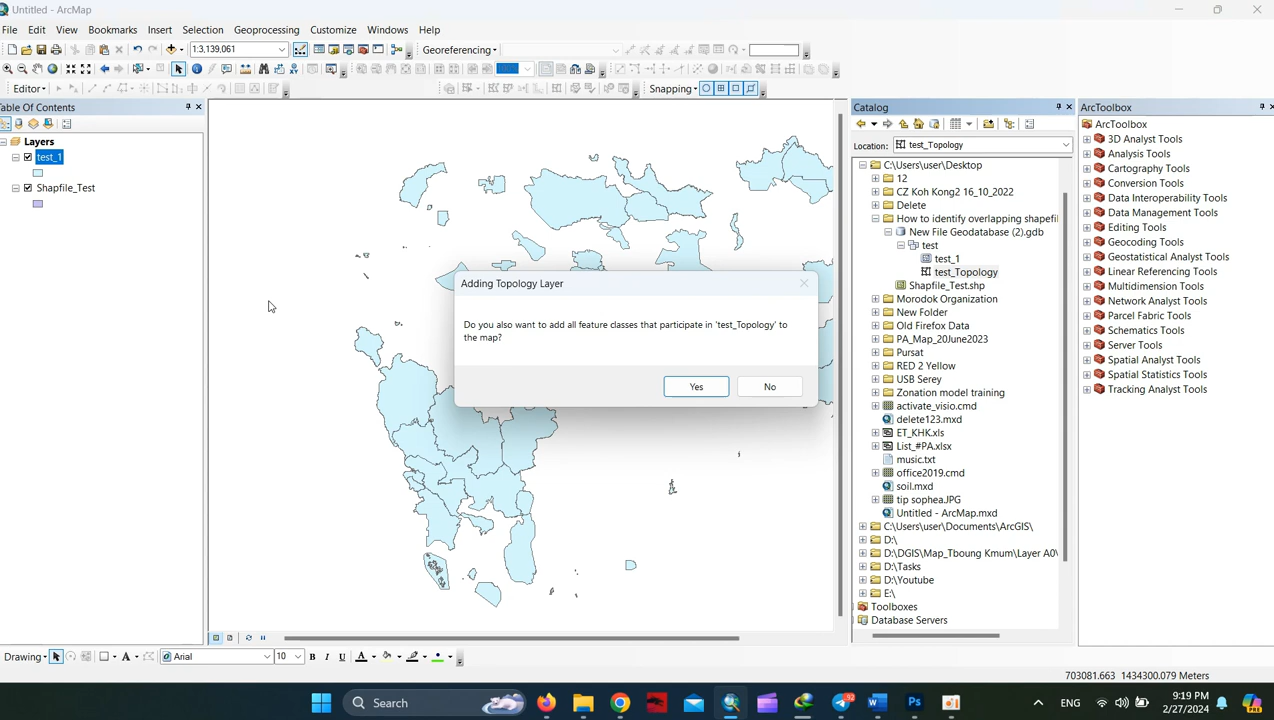 Untitled - ArcMap
File Edit View Bookmarks Insert Selection Geoprocessing Customize Windows Help
1:3,139,061
Georeferencing
Editor
Snapping
Table Of Contents
Layers
test_1
Shapfile_Test
Adding Topology Layer
Do you also want to add all feature classes that participate in 'test_Topology' to
the map?
Yes No
Catalog
Location: test_Topology
C:\Users\user\Desktop
12
CZ Koh Kong2 16_10_2022
Delete
How to identify overlapping shapefil
New File Geodatabase (2).gdb
test
test_1
test_Topology
Shapfile_Test.shp
Morodok Organization
New Folder
Old Firefox Data
PA_Map_20June2023
Pursat
RED 2 Yellow
USB Serey
Zonation model training
activate_visio.cmd
delete123.mxd
ET_KHK.xls
List_#PA.xlsx
music.txt
office2019.cmd
soil.mxd
tip sophea.JPG
Untitled - ArcMap.mxd
C:\Users\user\Documents\ArcGIS\
D:\
D:\DGIS\Map_Tboung Kmum\Layer A0\
D:\Tasks
D:\Youtube
E:\
Toolboxes
Database Servers
ArcToolbox
ArcToolbox
3D Analyst Tools
Analysis Tools
Cartography Tools
Conversion Tools
Data Interoperability Tools
Data Management Tools
Editing Tools
Geocoding Tools
Geostatistical Analyst Tools
Linear Referencing Tools
Multidimension Tools
Network Analyst Tools
Parcel Fabric Tools
Schematics Tools
Server Tools
Spatial Analyst Tools
Spatial Statistics Tools
Tracking Analyst Tools
Drawing A Arial 10 B I U A
703081.663 1434300.079 Meters
Search
92
ENG
9:19 PM
2/27/2024
PRE